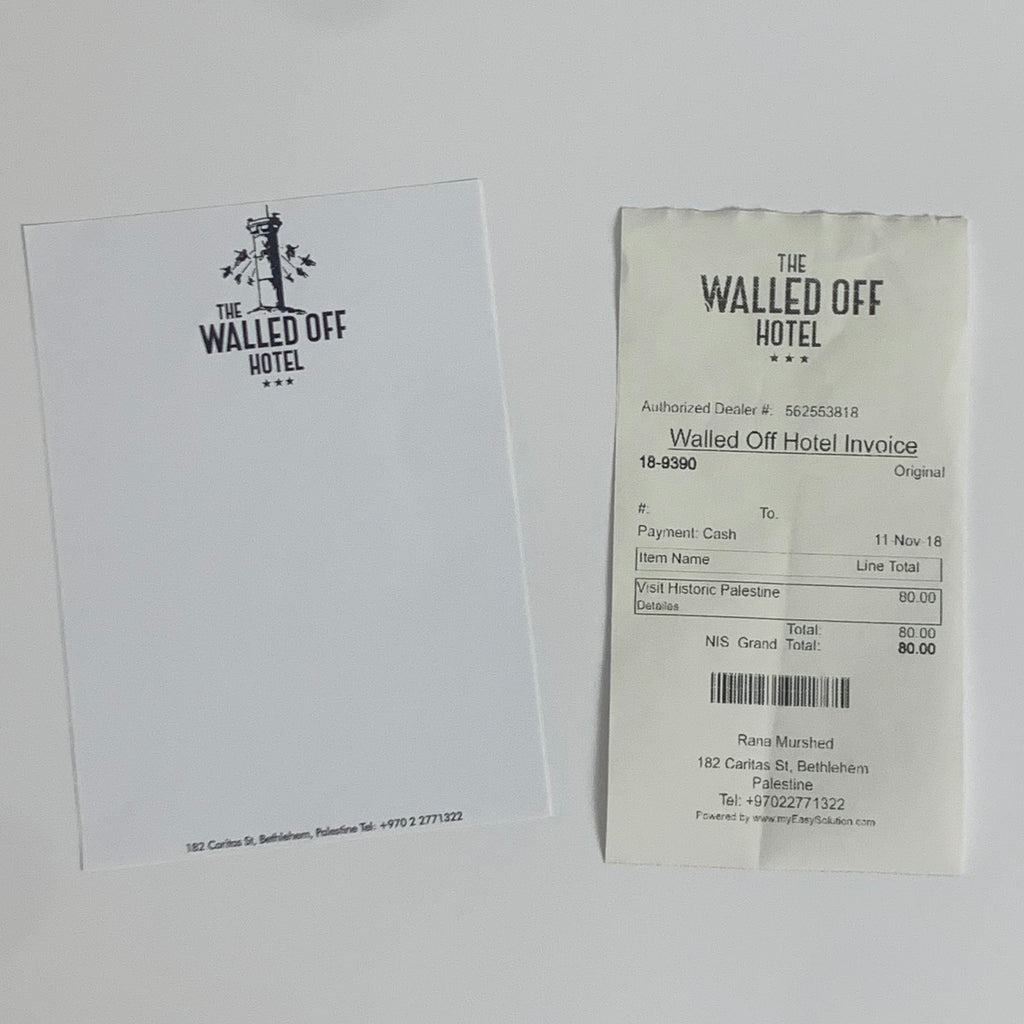 THE
WALLED OFF
HOTEL
182 Caritas St, Bethlehem, Palestine Tel: +970 2 2771322
THE
WALLED OFF
HOTEL
Authorized Dealer #: 562553818
Walled Off Hotel Invoice
18-9390 Original
#: To.
Payment: Cash 11-Nov-18
Item Name Line Total
Visit Historic Palestine 80.00
Detailes
Total: 80.00
NIS Grand Total: 80.00
Rana Murshed
182 Caritas St, Bethlehem
Palestine
Tel: +97022771322
Powered by www.myEasySolution.com